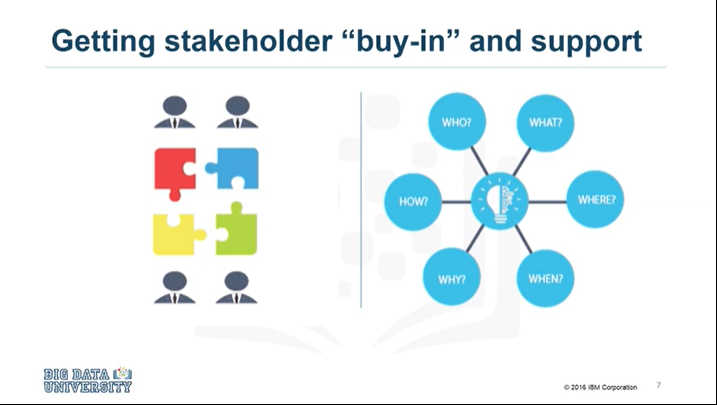 Getting stakeholder “buy-in” and support
WHO?
WHAT?
HOW?
WHERE?
WHY?
WHEN?
BIG DATA
UNIVERSITY
© 2016 IBM Corporation
7